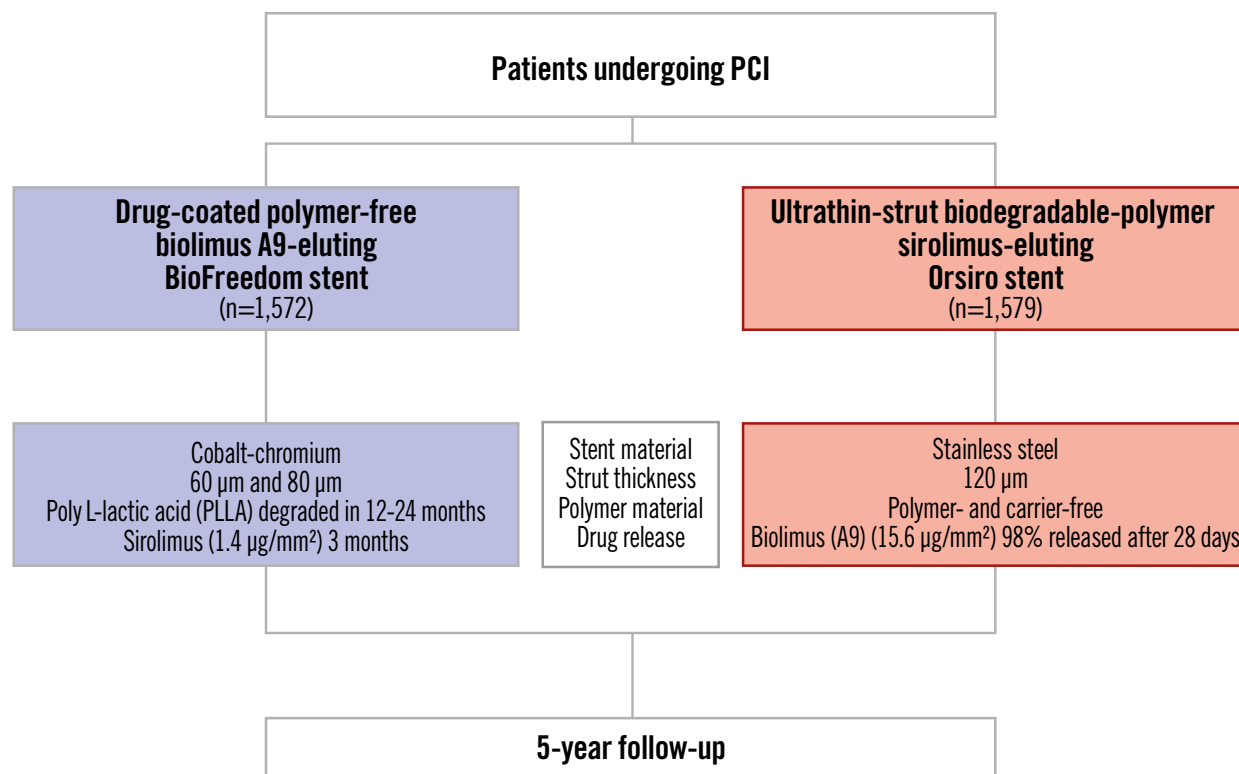 Patients undergoing PCI
Drug-coated polymer-free
biolimus A9-eluting
BioFreedom stent
(n=1,572)
Ultrathin-strut biodegradable-polymer
sirolimus-eluting
Orsiro stent
(n=1,579)
Cobalt-chromium
60 µm and 80 µm
Poly L-lactic acid (PLLA) degraded in 12-24 months
Sirolimus (1.4 µg/mm²) 3 months
Stent material
Strut thickness
Polymer material
Drug release
Stainless steel
120 µm
Polymer- and carrier-free
Biolimus (A9) (15.6 µg/mm²) 98% released after 28 days
5-year follow-up